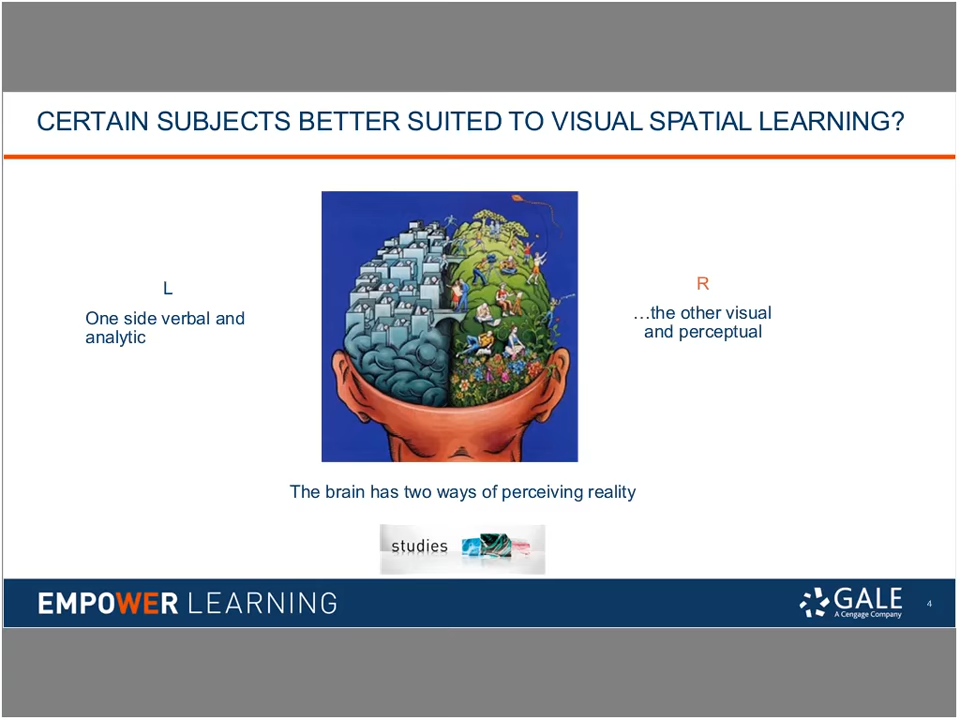 CERTAIN SUBJECTS BETTER SUITED TO VISUAL SPATIAL LEARNING?
L
One side verbal and
analytic
R
…the other visual
and perceptual
The brain has two ways of perceiving reality
studies
EMPOWER LEARNING
GALE
A Cengage Company
4